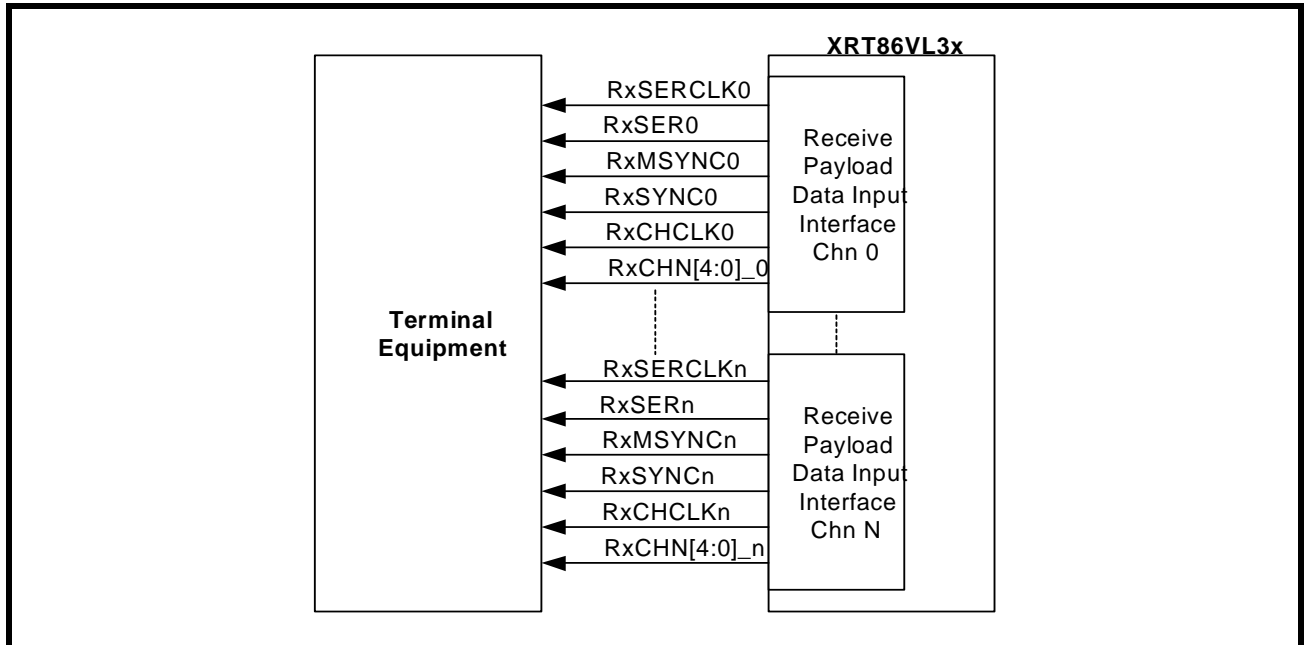 XRT86VL3x
RxSERCLK0
RxSER0
RxMSYNC0
RxSYNC0
RxCHCLK0
RxCHN[4:0]_0
Receive
Payload
Data Input
Interface
Chn 0
Terminal
Equipment
RxSERCLKn
RxSERn
RxMSYNCn
RxSYNCn
RxCHCLKn
RxCHN[4:0]_n
Receive
Payload
Data Input
Interface
Chn N